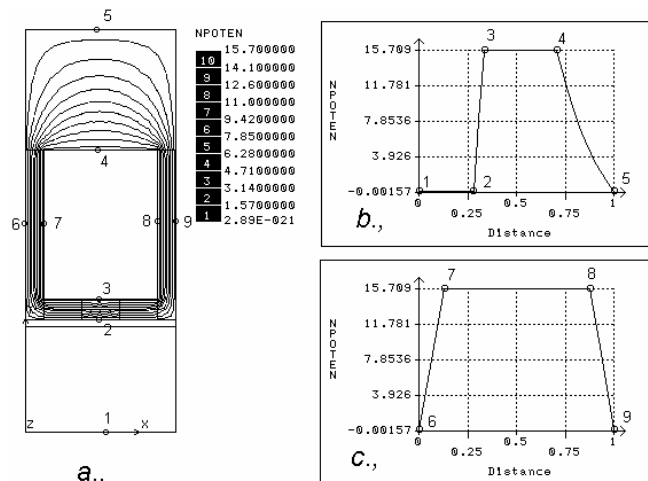 5
NPOTEN
15.700000
10
14.100000
9
12.600000
8
11.000000
7
9.4200000
6
7.8500000
5
6.2800000
4
4.7100000
3
3.1400000
2
1.5700000
1
2.89E-021
4
6 7 8 9
3
2
z 1 x
a..
3 4
15.709
11.781
7.8536
3.926
-0.00157
NPOTEN
1 2 5
0 0.25 0.5 0.75 1
Distance
b.,
7 8
15.709
11.781
7.8536
3.926
-0.00157
NPOTEN
6 9
0 0.25 0.5 0.75 1
Distance
c.,